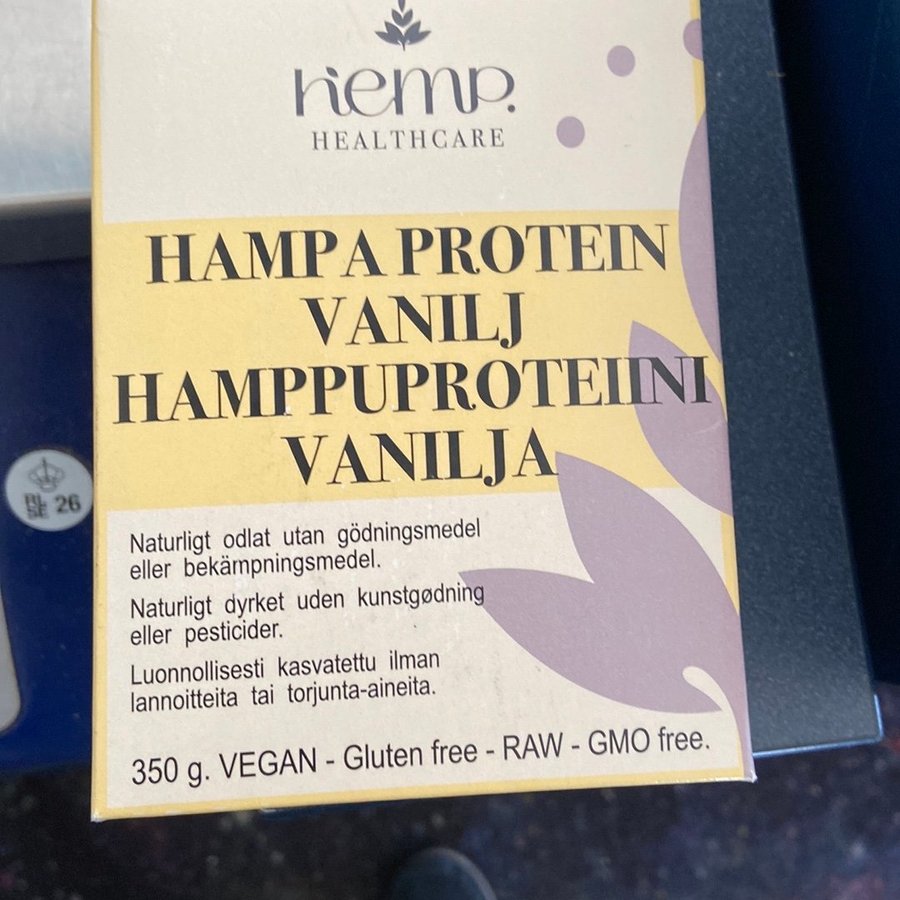 hemp.
HEALTHCARE
HAMPA PROTEIN
VANILJ
HAMPPUPROTEIINI
VANILJA
Naturligt odlat utan gödningsmedel
eller bekämpningsmedel.
Naturligt dyrket uden kunstgødning
eller pesticider.
Luonnollisesti kasvatettu ilman
lannoitteita tai torjunta-aineita.
350 g. VEGAN - Gluten free - RAW - GMO free.
26